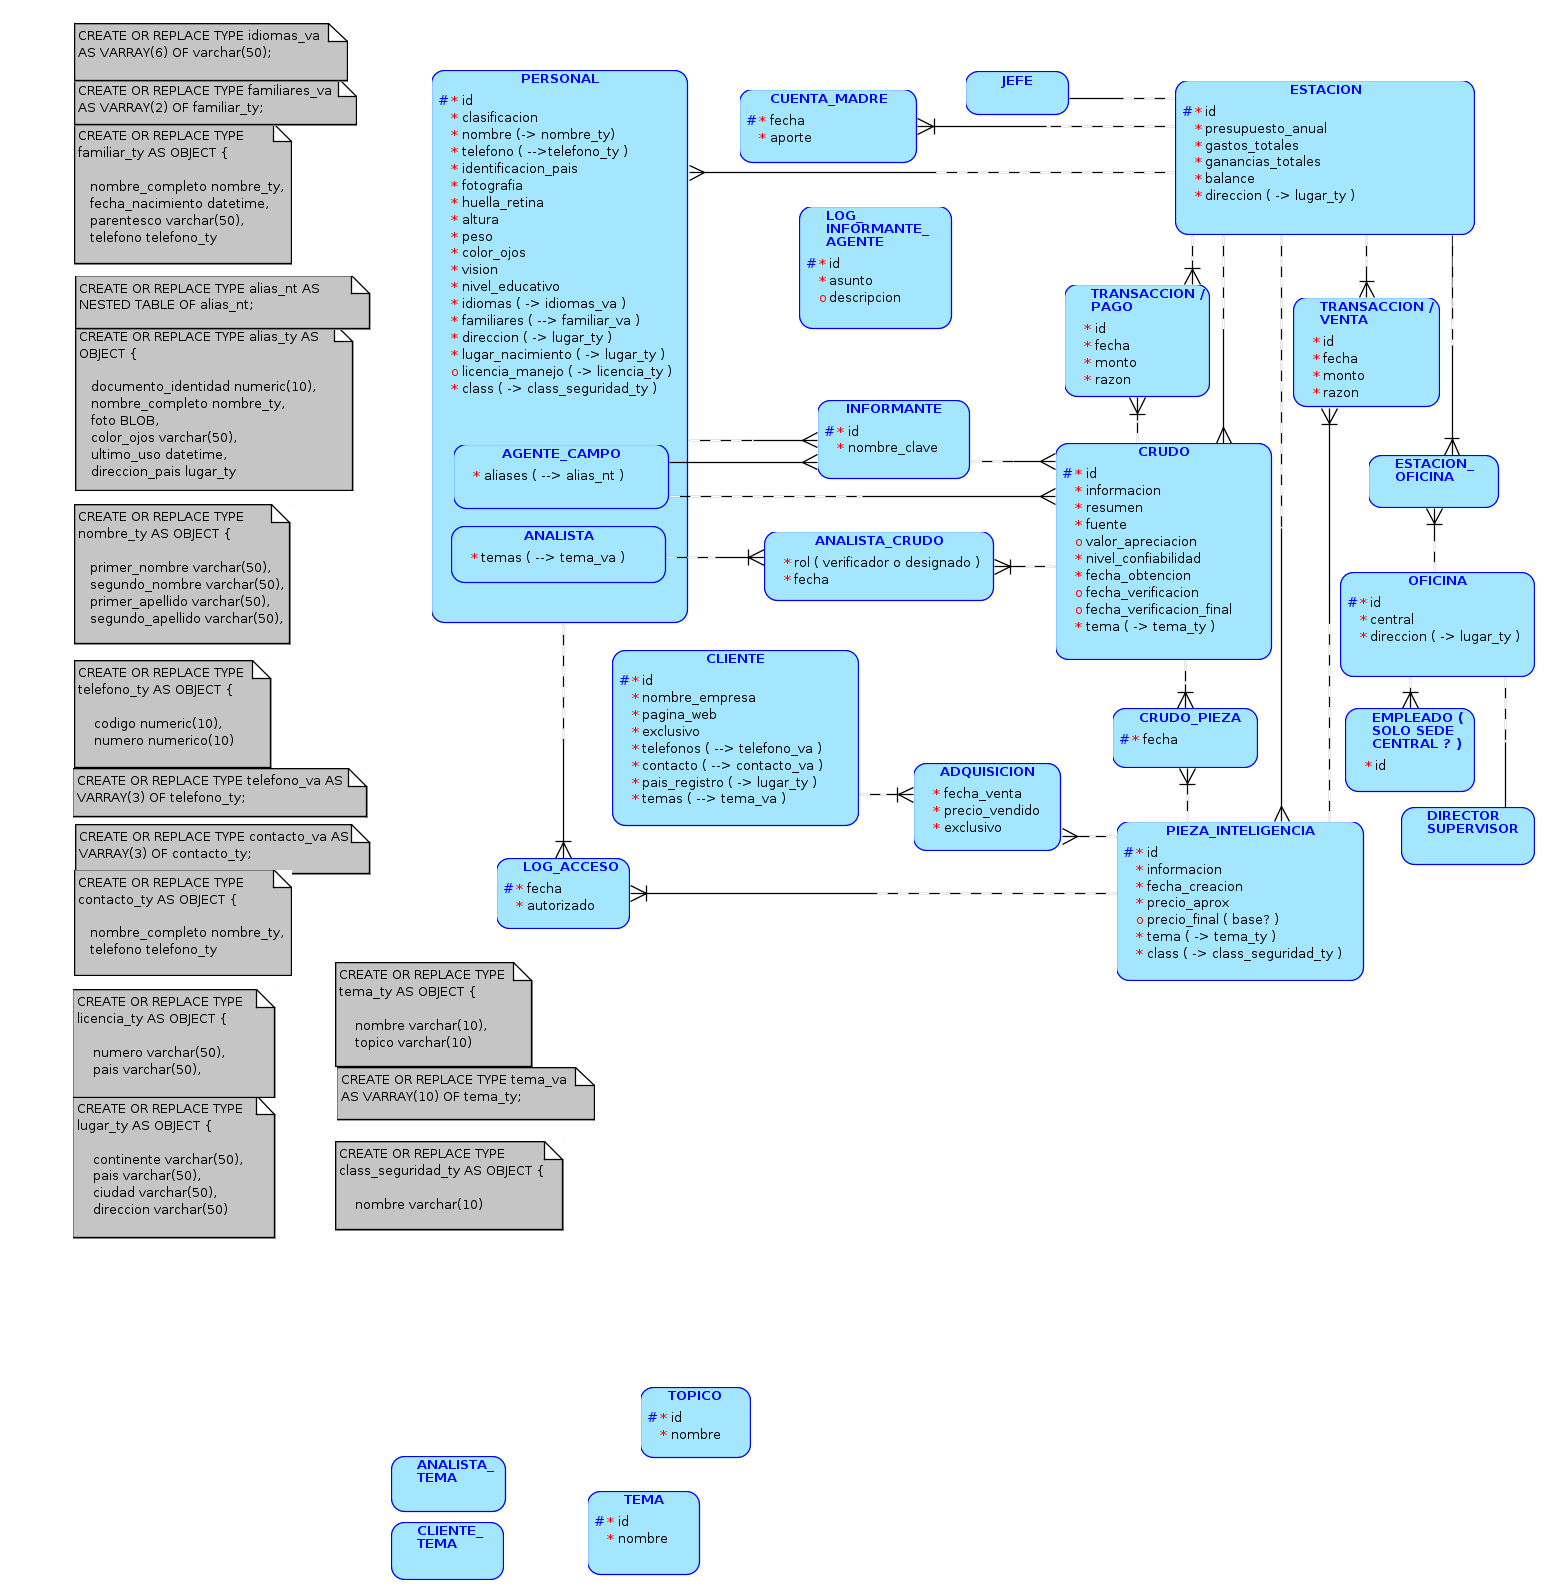 CREATE OR REPLACE TYPE idiomas_va
AS VARRAY(6) OF varchar(50);
CREATE OR REPLACE TYPE familiares_va
AS VARRAY(2) OF familiar_ty;
CREATE OR REPLACE TYPE
familiar_ty AS OBJECT {
nombre_completo nombre_ty,
fecha_nacimiento datetime,
parentesco varchar(50),
telefono telefono_ty
CREATE OR REPLACE TYPE alias_nt AS
NESTED TABLE OF alias_nt;
CREATE OR REPLACE TYPE alias_ty AS
OBJECT {
documento_identidad numeric(10),
nombre_completo nombre_ty,
foto BLOB,
color_ojos varchar(50),
ultimo_uso datetime,
direccion_pais lugar_ty
CREATE OR REPLACE TYPE
nombre_ty AS OBJECT {
primer_nombre varchar(50),
segundo_nombre varchar(50),
primer_apellido varchar(50),
segundo_apellido varchar(50),
CREATE OR REPLACE TYPE
telefono_ty AS OBJECT {
codigo numeric(10),
numero numerico(10)
CREATE OR REPLACE TYPE telefono_va AS
VARRAY(3) OF telefono_ty;
CREATE OR REPLACE TYPE contacto_va AS
VARRAY(3) OF contacto_ty;
CREATE OR REPLACE TYPE
contacto_ty AS OBJECT {
nombre_completo nombre_ty,
telefono telefono_ty
CREATE OR REPLACE TYPE
licencia_ty AS OBJECT {
numero varchar(50),
pais varchar(50),
CREATE OR REPLACE TYPE
lugar_ty AS OBJECT {
continente varchar(50),
pais varchar(50),
ciudad varchar(50),
direccion varchar(50)
CREATE OR REPLACE TYPE
tema_ty AS OBJECT {
nombre varchar(10),
topico varchar(10)
CREATE OR REPLACE TYPE tema_va
AS VARRAY(10) OF tema_ty;
CREATE OR REPLACE TYPE
class_seguridad_ty AS OBJECT {
nombre varchar(10)
PERSONAL
# * id
* clasificacion
* nombre (-> nombre_ty)
* telefono ( -->telefono_ty )
* identificacion_pais
* fotografia
* huella_retina
* altura
* peso
* color_ojos
* vision
* nivel_educativo
* idiomas ( -> idiomas_va )
* familiares ( --> familiar_va )
* direccion ( -> lugar_ty )
* lugar_nacimiento ( -> lugar_ty )
o licencia_manejo ( -> licencia_ty )
* class ( -> class_seguridad_ty )
AGENTE_CAMPO
* aliases ( --> alias_nt )
ANALISTA
* temas ( --> tema_va )
CUENTA_MADRE
# * fecha
* aporte
JEFE
ESTACION
# * id
* presupuesto_anual
* gastos_totales
* ganancias_totales
* balance
* direccion ( -> lugar_ty )
LOG_
INFORMANTE_
AGENTE
# * id
* asunto
o descripcion
TRANSACCION /
PAGO
* id
* fecha
* monto
* razon
TRANSACCION /
VENTA
* id
* fecha
* monto
* razon
INFORMANTE
# * id
* nombre_clave
CRUDO
# * id
* informacion
* resumen
* fuente
o valor_apreciacion
* nivel_confiabilidad
* fecha_obtencion
o fecha_verificacion
o fecha_verificacion_final
* tema ( -> tema_ty )
ESTACION_
OFICINA
ANALISTA_CRUDO
* rol ( verificador o designado )
* fecha
OFICINA
# * id
* central
* direccion ( -> lugar_ty )
CLIENTE
# * id
* nombre_empresa
* pagina_web
* exclusivo
* telefonos ( --> telefono_va )
* contacto ( --> contacto_va )
* pais_registro ( -> lugar_ty )
* temas ( --> tema_va )
CRUDO_PIEZA
# * fecha
EMPLEADO (
SOLO SEDE
CENTRAL ? )
* id
ADQUISICION
* fecha_venta
* precio_vendido
* exclusivo
DIRECTOR
SUPERVISOR
PIEZA_INTELIGENCIA
# * id
* informacion
* fecha_creacion
* precio_aprox
o precio_final ( base? )
* tema ( -> tema_ty )
* class ( -> class_seguridad_ty )
LOG_ACCESO
# * fecha
* autorizado
TOPICO
# * id
* nombre
ANALISTA_
TEMA
TEMA
# * id
* nombre
CLIENTE_
TEMA